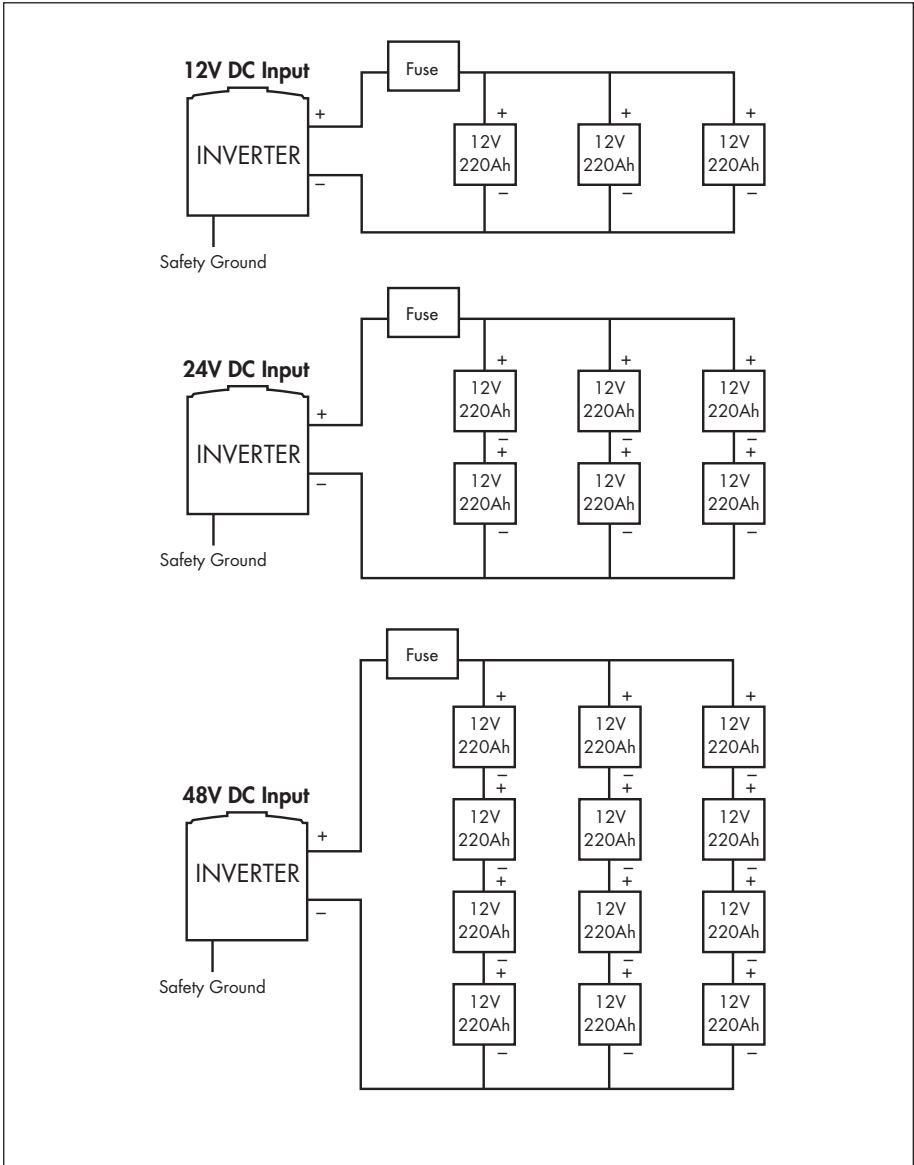 12V DC Input
Fuse
INVERTER
+
–
+ + +
12V 12V 12V
220Ah 220Ah 220Ah
– – –
Safety Ground
24V DC Input
Fuse
INVERTER
+
–
+ + +
12V 12V 12V
220Ah 220Ah 220Ah
– – –
+ + +
12V 12V 12V
220Ah 220Ah 220Ah
– – –
Safety Ground
Fuse
48V DC Input
INVERTER
+
–
+ + +
12V 12V 12V
220Ah 220Ah 220Ah
– – –
+ + +
12V 12V 12V
220Ah 220Ah 220Ah
– – –
+ + +
12V 12V 12V
220Ah 220Ah 220Ah
– – –
+ + +
12V 12V 12V
220Ah 220Ah 220Ah
– – –
Safety Ground